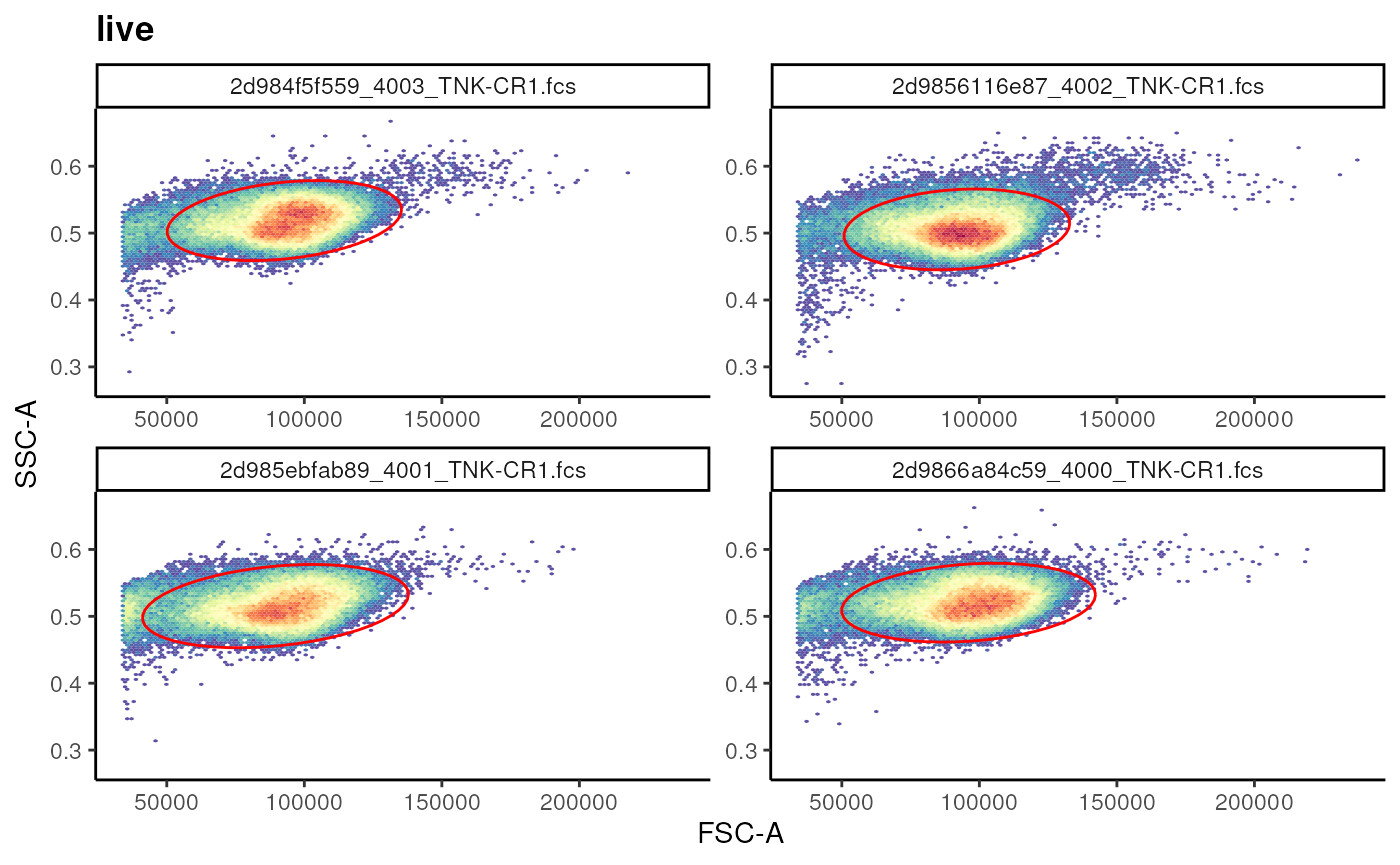 live
2d984f5f559_4003_TNK-CR1.fcs
2d9856116e87_4002_TNK-CR1.fcs
0.6
0.5
0.4
0.3
50000 100000 150000 200000
0.6
0.5
0.4
0.3
50000 100000 150000 200000
SSC-A
2d985ebfab89_4001_TNK-CR1.fcs
2d9866a84c59_4000_TNK-CR1.fcs
0.6
0.5
0.4
0.3
50000 100000 150000 200000
0.6
0.5
0.4
0.3
50000 100000 150000 200000
FSC-A